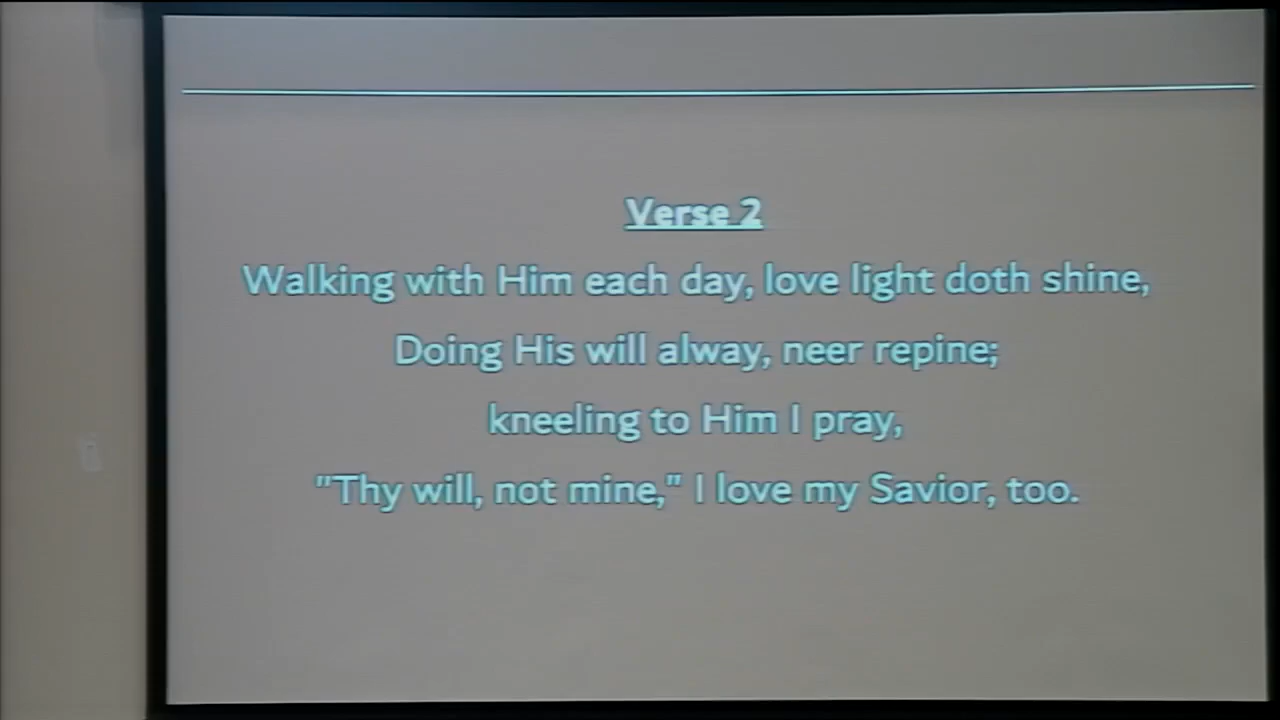 Verse 2
Walking with Him each day, love light doth shine,
Doing His will alway, neer repine;
kneeling to Him I pray,
"Thy will, not mine," I love my Savior, too.